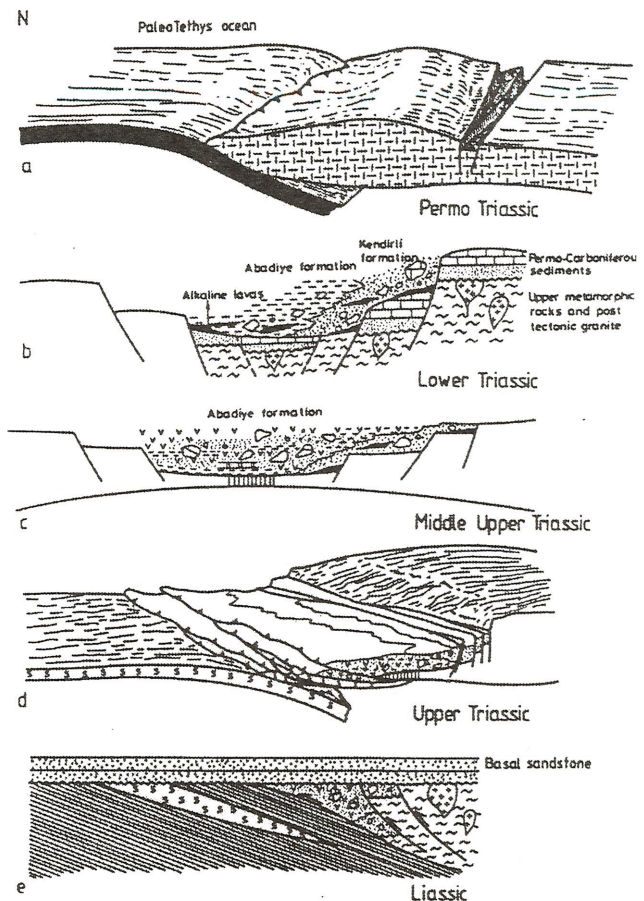 N
PaleoTethys ocean
a
Permo Triassic
Kendirli
formation
Abadiye formation
Alkaline lavas
Permo-Carboniferou
sediments
Upper metamorphic
rocks and post
tectonic granite
b
Lower Triassic
Abadiye formation
c
Middle Upper Triassic
d
Upper Triassic
Basal sandstone
e
Liassic